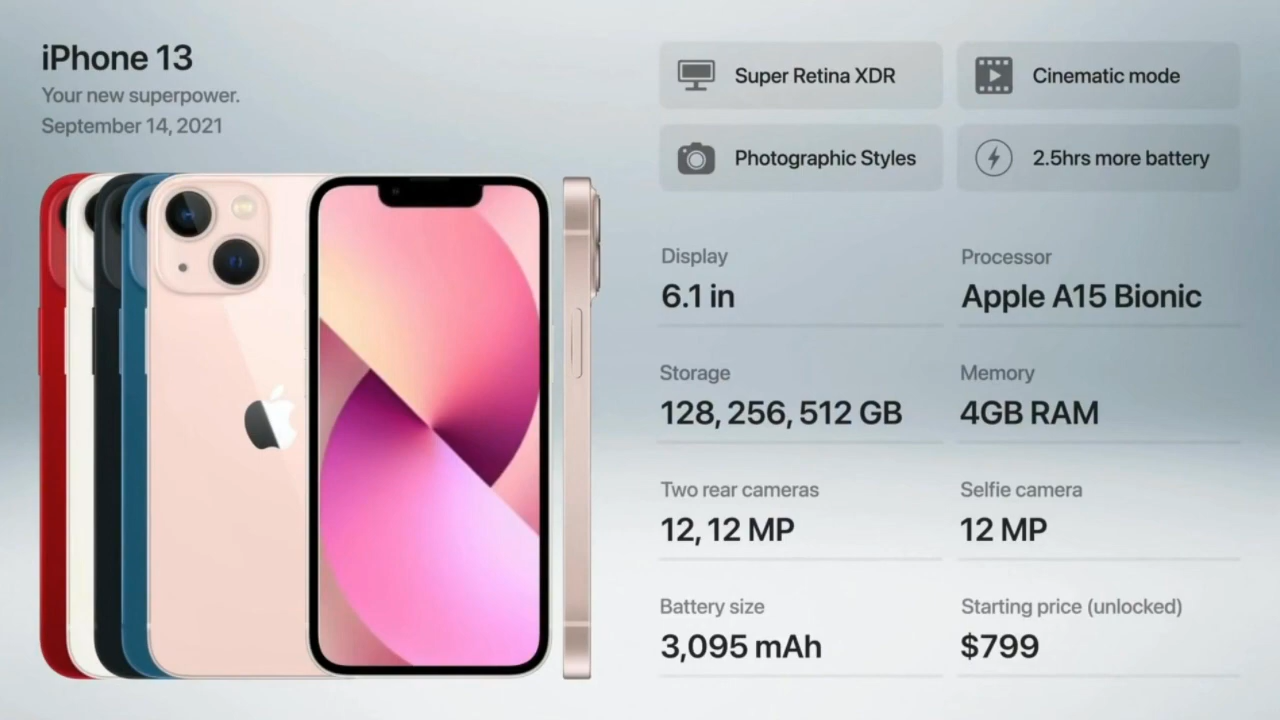 iPhone 13
Your new superpower.
September 14, 2021
Super Retina XDR
Cinematic mode
Photographic Styles
2.5hrs more battery
Display
6.1 in
Processor
Apple A15 Bionic
Storage
128, 256, 512 GB
Memory
4GB RAM
Two rear cameras
12, 12 MP
Selfie camera
12 MP
Battery size
3,095 mAh
Starting price (unlocked)
$799